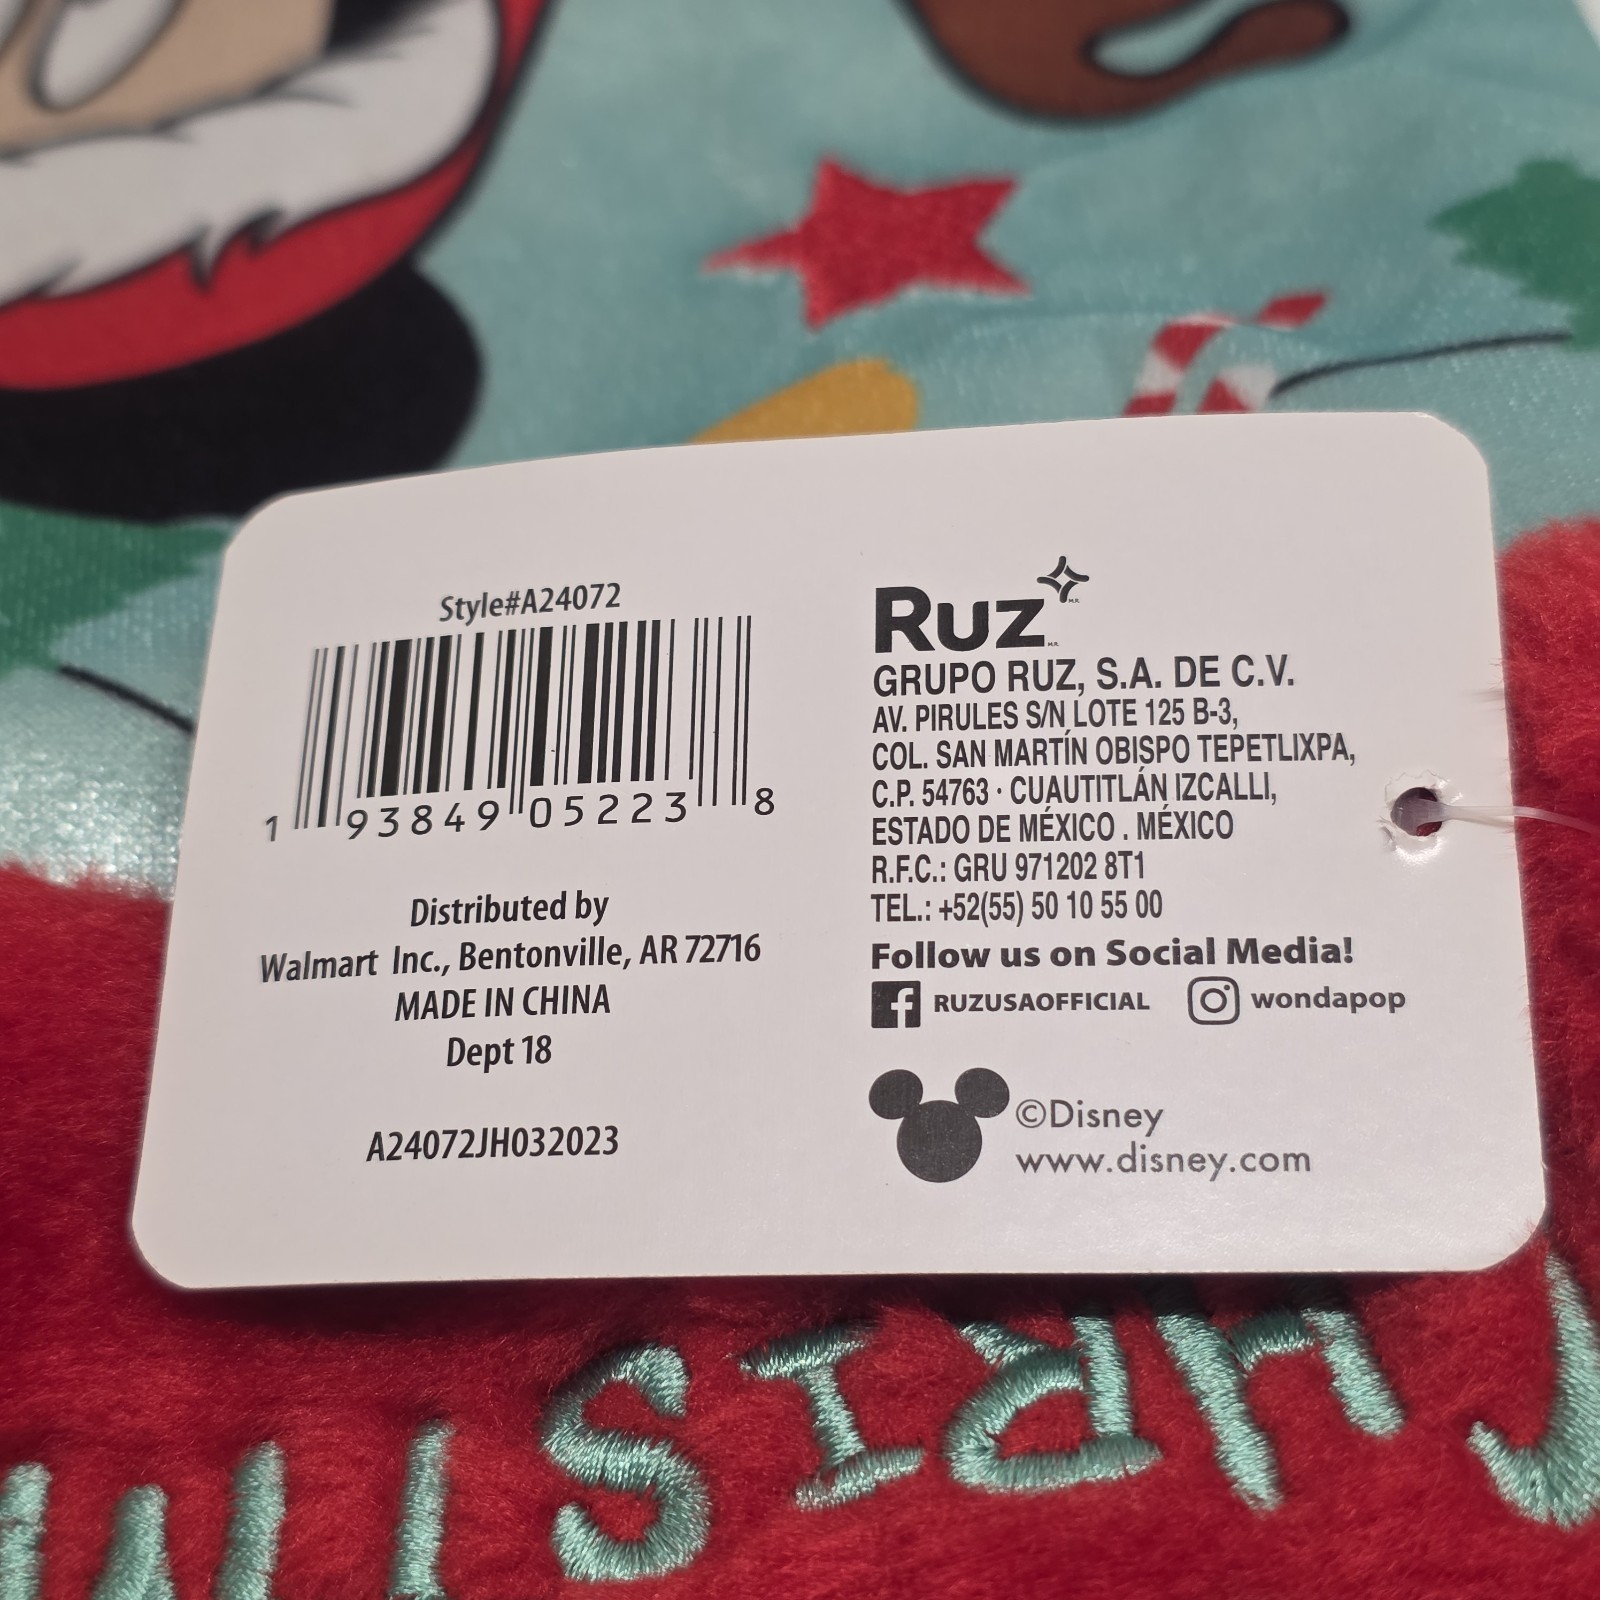 Style#A24072
1 93849 05223 8
Distributed by
Walmart Inc., Bentonville, AR 72716
MADE IN CHINA
Dept 18
A24072JH032023
Ruz
GRUPO RUZ, S.A. DE C.V.
AV. PIRULES S/N LOTE 125 B-3,
COL. SAN MARTÍN OBISPO TEPETLIXPA,
C.P. 54763 · CUAUTITLÁN IZCALLI,
ESTADO DE MÉXICO . MÉXICO
R.F.C.: GRU 971202 8T1
TEL.: +52(55) 50 10 55 00
Follow us on Social Media!
RUZUSAOFFICIAL wondapop
©Disney
www.disney.com